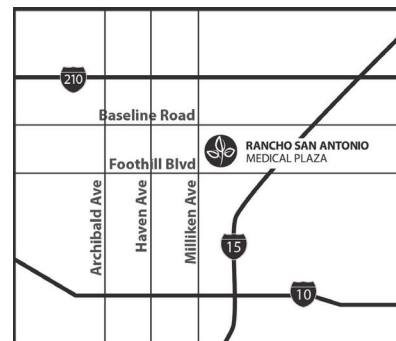 210
Baseline Road
RANCHO SAN ANTONIO
MEDICAL PLAZA
Foothill Blvd
Archibald Ave
Haven Ave
Milliken Ave
15
10